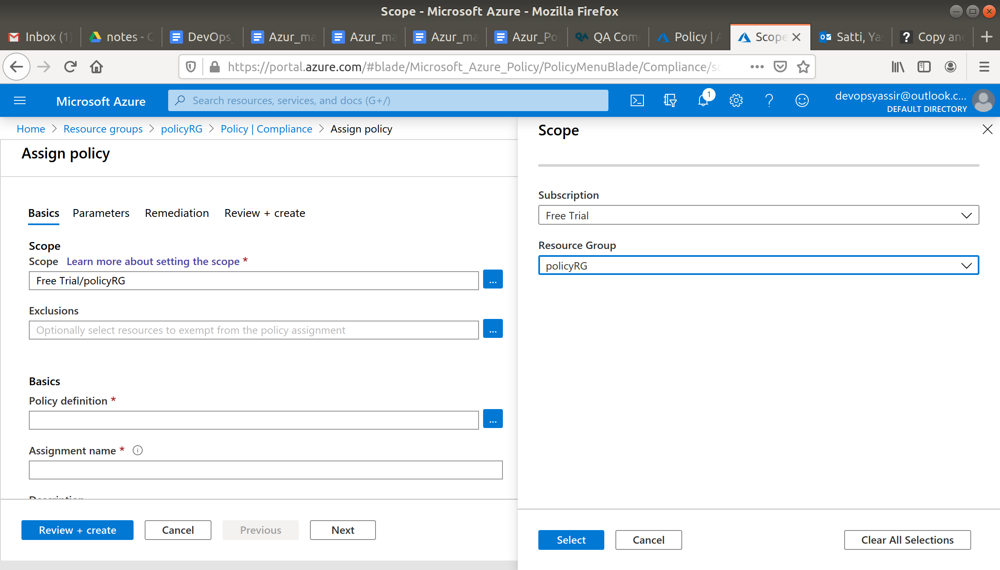 Scope - Microsoft Azure - Mozilla Firefox
Inbox (1)
notes - G
DevOps_
Azur_ma
Azur_ma
Azur_ma
Azur_Po
QA Com
Policy | A
Scope
Satti, Yas
Copy and
https://portal.azure.com/#blade/Microsoft_Azure_Policy/PolicyMenuBlade/Compliance/sc
Microsoft Azure
Search resources, services, and docs (G+/)
1
devopsyassir@outlook.c...
DEFAULT DIRECTORY
Home > Resource groups > policyRG > Policy | Compliance > Assign policy
Assign policy
Basics Parameters Remediation Review + create
Scope
Scope Learn more about setting the scope *
Free Trial/policyRG
...
Exclusions
Optionally select resources to exempt from the policy assignment
...
Basics
Policy definition *
...
Assignment name *
Description
Review + create
Cancel
Previous
Next
Scope
Subscription
Free Trial
Resource Group
policyRG
Select
Cancel
Clear All Selections